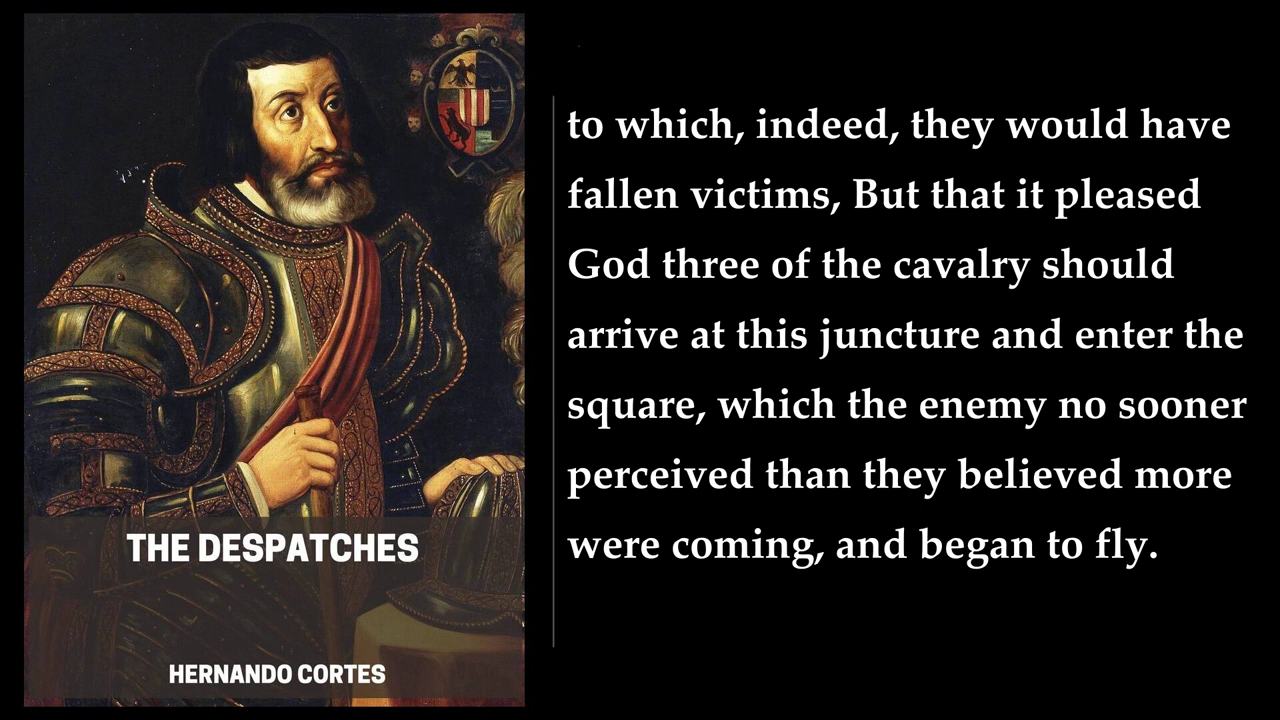 THE DESPATCHES
HERNANDO CORTES
to which, indeed, they would have
fallen victims, But that it pleased
God three of the cavalry should
arrive at this juncture and enter the
square, which the enemy no sooner
perceived than they believed more
were coming, and began to fly.